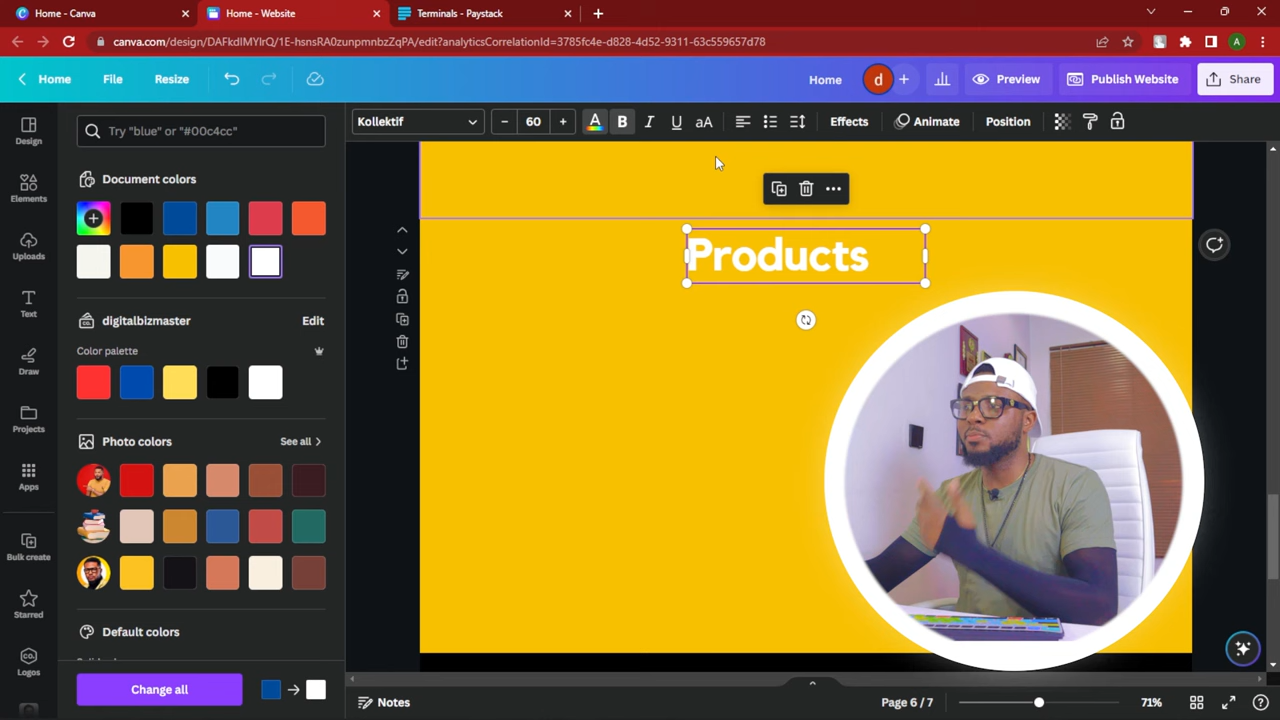 Home - Canva
Home - Website
Terminals - Paystack
canva.com/design/DAFkdIMYlrQ/1E-hsnsRA0zunpmnbzZqPA/edit?analyticsCorrelationId=3785fc4e-d828-4d52-9311-63c559657d78
A
Home
File
Resize
Home
d
Preview
Publish Website
Share
Design
Elements
Uploads
Text
Draw
Projects
Apps
Bulk create
Starred
Logos
Try "blue" or "#00c4cc"
Document colors
digitalbizmaster
Edit
Color palette
Photo colors
See all
Default colors
Change all
Kollektif
60
A
B
I
U
aA
Effects
Animate
Position
Products
Notes
Page 6 / 7
71%